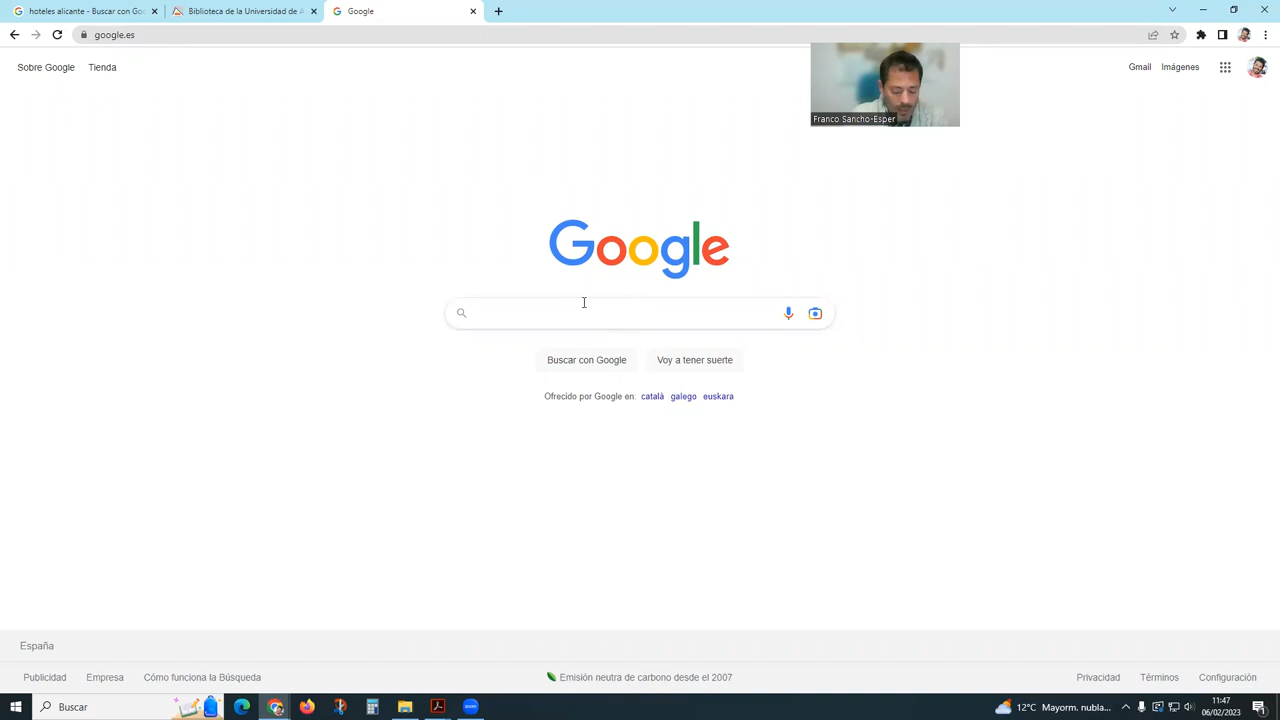 hoteles alicante - Buscar con Goo
Biblioteca de la Universidad de A
Google
google.es
Sobre Google
Tienda
Gmail
Imágenes
Franco Sancho-Esper
Google
Buscar con Google
Voy a tener suerte
Ofrecido por Google en: català galego euskara
España
Publicidad
Empresa
Cómo funciona la Búsqueda
Emisión neutra de carbono desde el 2007
Privacidad
Términos
Configuración
Buscar
zoom
12°C Mayorm. nubla...
11:47
06/02/2023
1